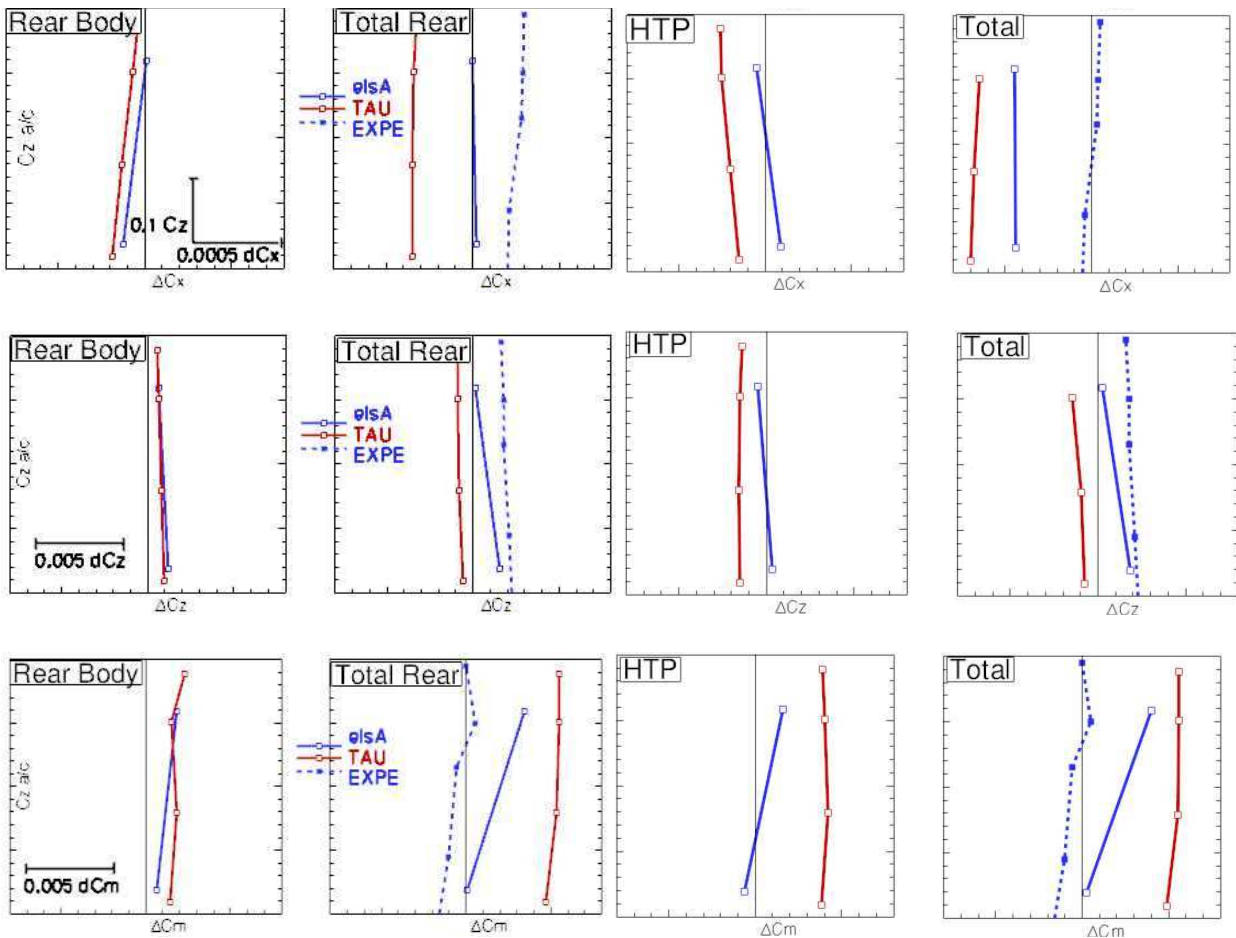 Rear Body
Total Rear
HTP
Total
Cz a/c
elsA
TAU
EXPE
0.1 Cz
0.0005 dCx
ΔCx
ΔCx
ΔCx
ΔCx
Rear Body
Total Rear
HTP
Total
Cz a/c
elsA
TAU
EXPE
0.005 dCz
ΔCz
ΔCz
ΔCz
ΔCz
Rear Body
Total Rear
HTP
Total
Cz a/c
elsA
TAU
EXPE
0.005 dCm
ΔCm
ΔCm
ΔCm
ΔCm